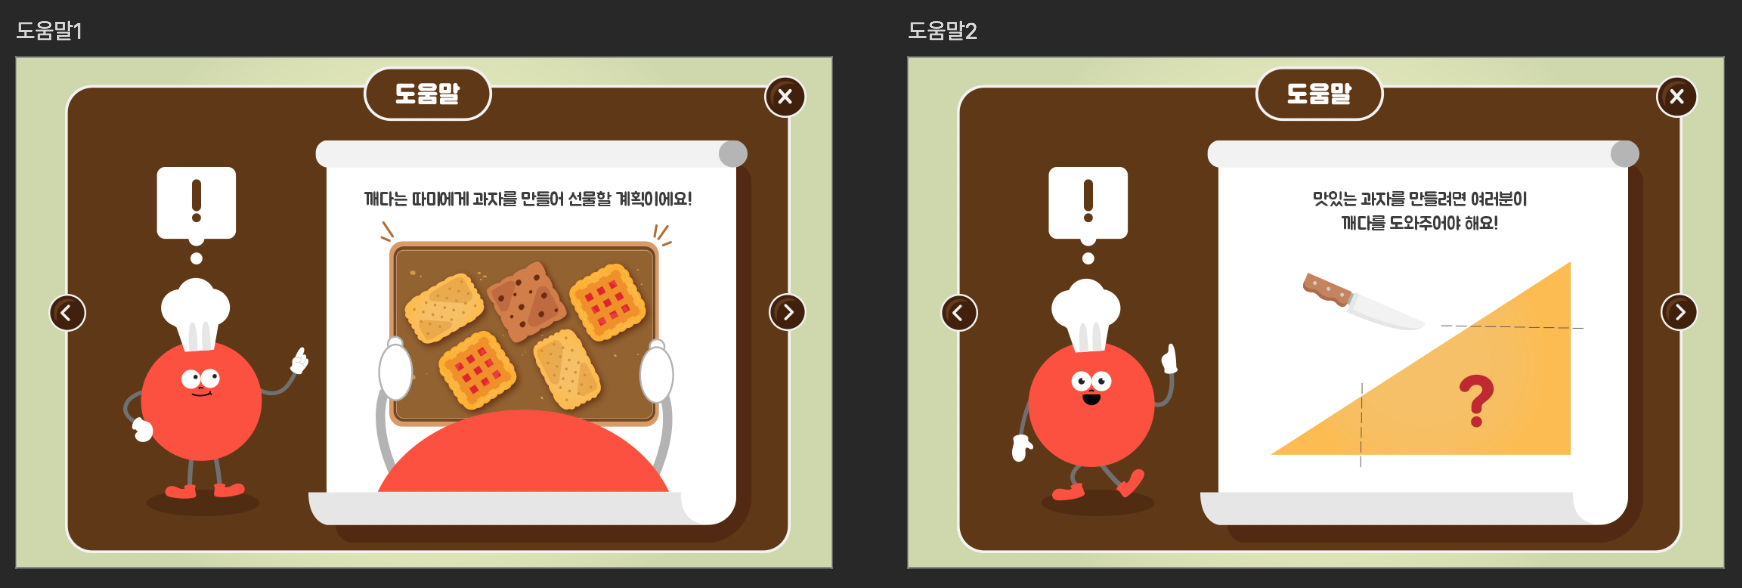 도움말1
도움말
!
깨다는 따미에게 과자를 만들어 선물할 계획이에요!
도움말2
도움말
!
맛있는 과자를 만들려면 여러분이
깨다를 도와주어야 해요!
?